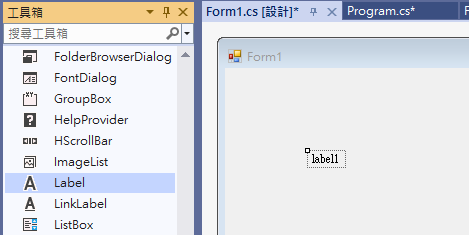 工具箱
搜尋工具箱
FolderBrowserDialog
FontDialog
GroupBox
HelpProvider
HScrollBar
ImageList
Label
LinkLabel
ListBox
Form1.cs [設計]*
Program.cs*
Form1
label1